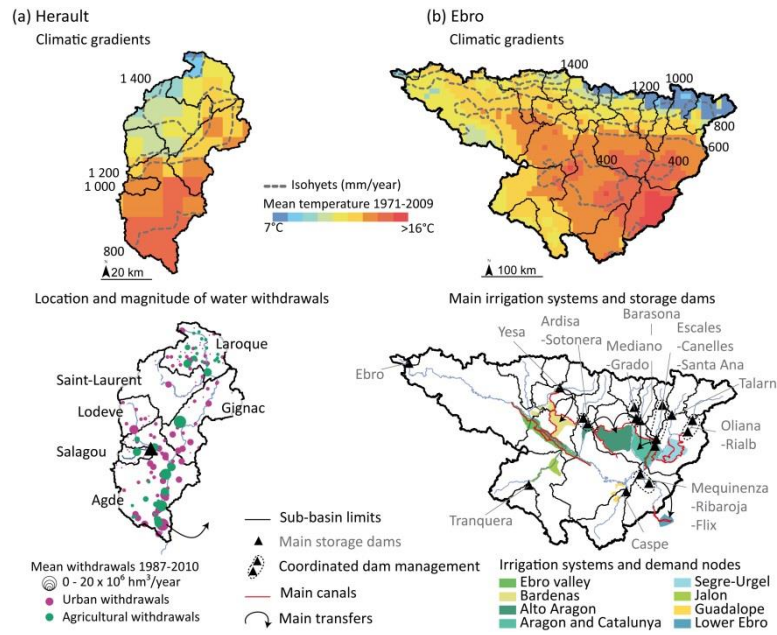 (a) Herault
Climatic gradients
1 400
1 200
1 000
800
20 km
Isohyets (mm/year)
Mean temperature 1971-2009
7°C
>16°C
(b) Ebro
Climatic gradients
1400
1200
1000
800
600
400
400
100 km
Location and magnitude of water withdrawals
Laroque
Saint-Laurent
Gignac
Lodeve
Salagou
Agde
Mean withdrawals 1987-2010
0 - 20 x 10⁶ hm³/year
Urban withdrawals
Agricultural withdrawals
Sub-basin limits
Main storage dams
Coordinated dam management
Main canals
Main transfers
Main irrigation systems and storage dams
Ebro
Yesa
Ardisa
-Sotonera
Barasona
Mediano
-Grado
Escales
-Canelles
-Santa Ana
Talarn
Oliana
-Rialb
Mequinenza
-Ribaroja
-Flix
Caspe
Tranquera
Irrigation systems and demand nodes
Ebro valley
Bardenas
Alto Aragon
Aragon and Catalunya
Segre-Urgel
Jalon
Guadalope
Lower Ebro